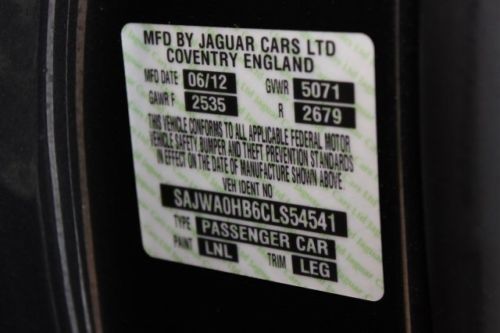 MFD BY JAGUAR CARS LTD
COVENTRY ENGLAND
MFD DATE 06/12 GVWR 5071
GAWR F 2535 R 2679
THIS VEHICLE CONFORMS TO ALL APPLICABLE FEDERAL MOTOR
VEHICLE SAFETY BUMPER AND THEFT PREVENTION STANDARDS
IN EFFECT ON THE DATE OF MANUFACTURE SHOWN ABOVE.
VEH IDENT NO
SAJWA0HB6CLS54541
TYPE PASSENGER CAR
PAINT LNL TRIM LEG